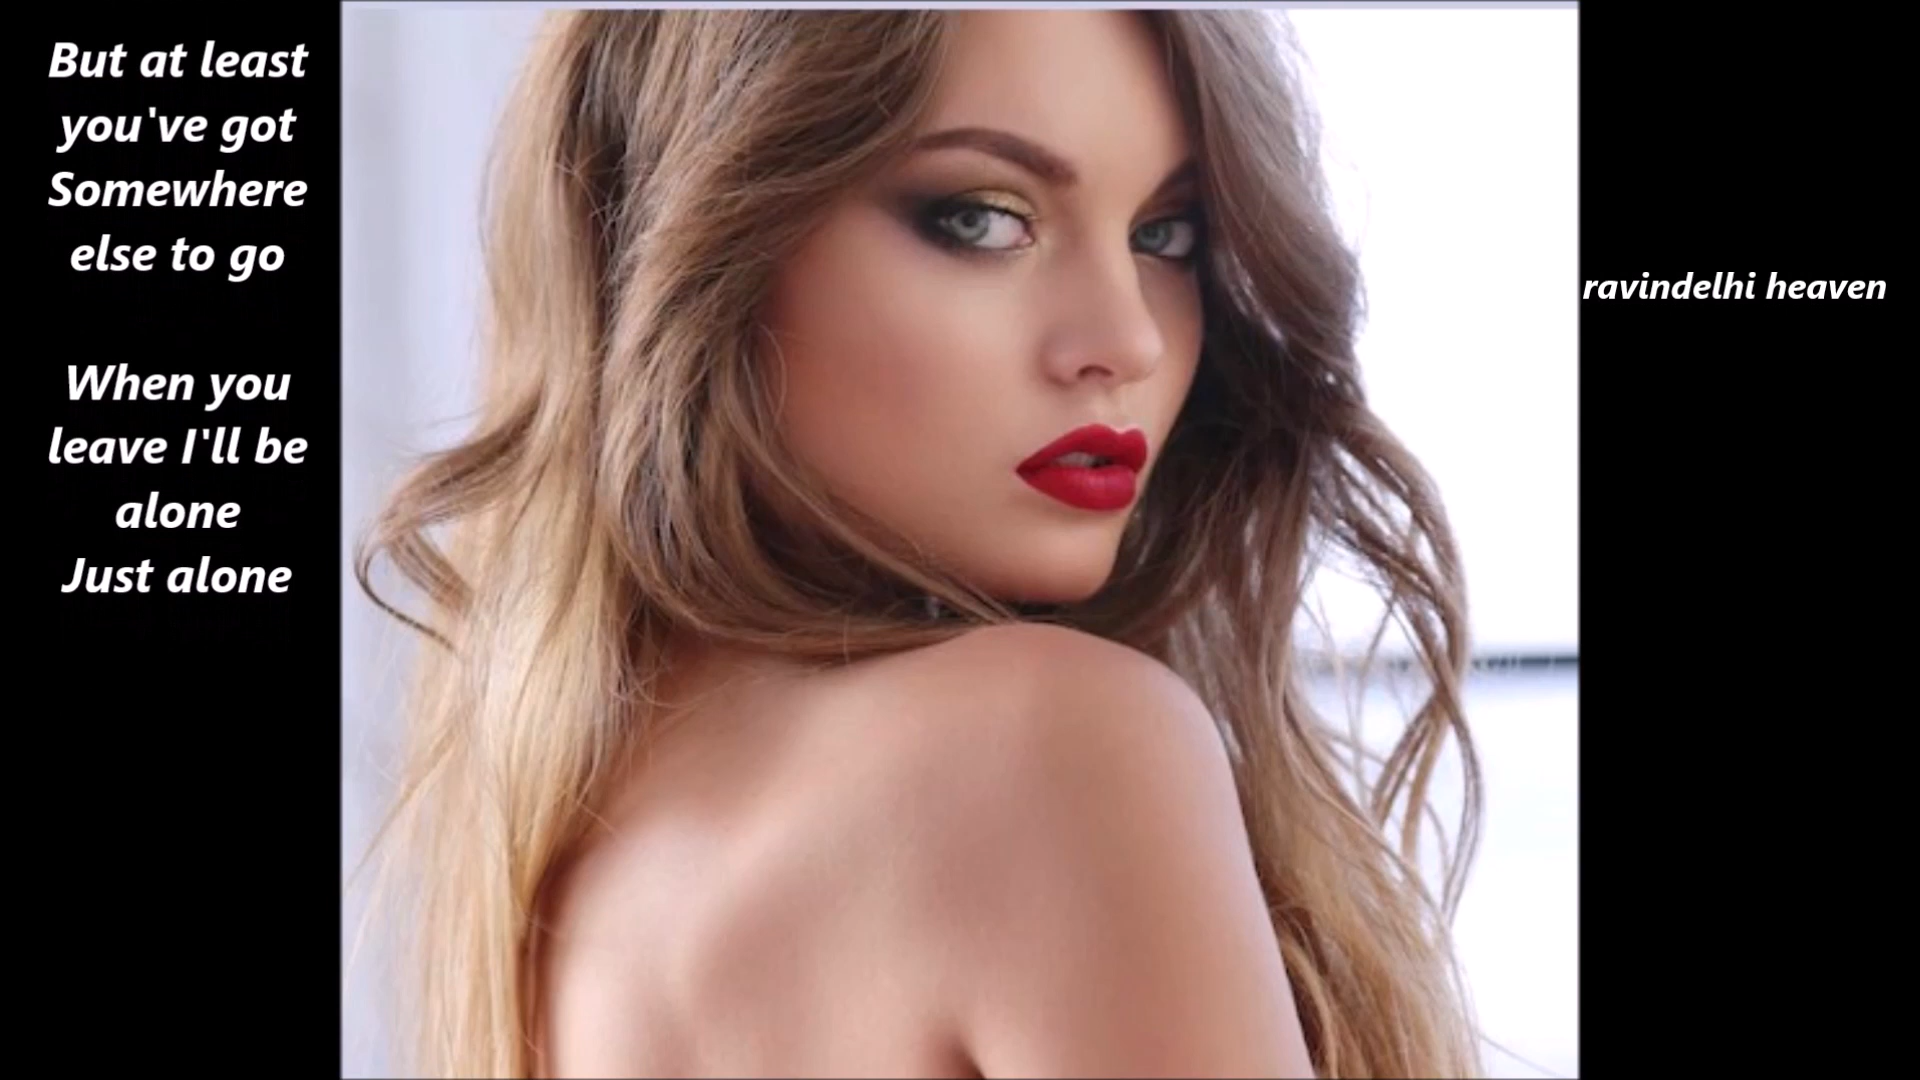 But at least
you've got
Somewhere
else to go
When you
leave I'll be
alone
Just alone
ravindelhi heaven